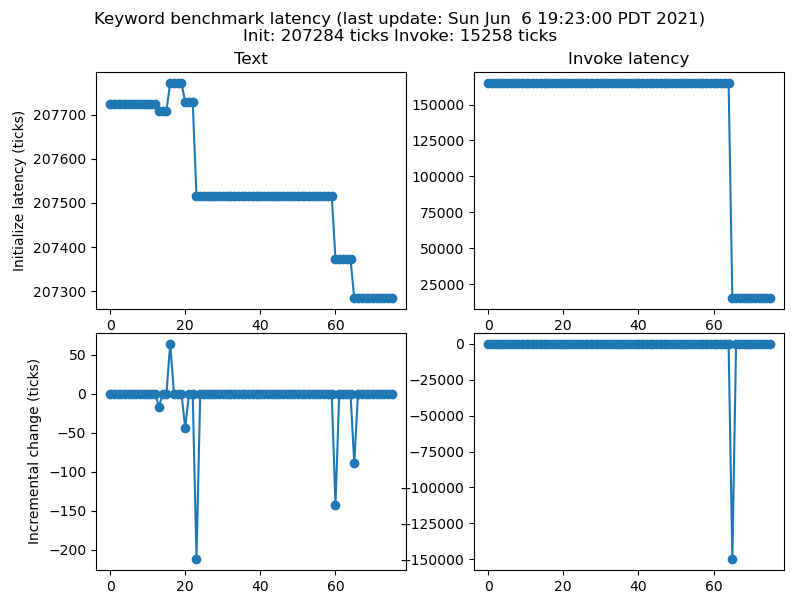 Keyword benchmark latency (last update: Sun Jun  6 19:23:00 PDT 2021)
Init: 207284 ticks Invoke: 15258 ticks
Text
Invoke latency
Initialize latency (ticks)
207700
207600
207500
207400
207300
0 20 40 60
150000
125000
100000
75000
50000
25000
0 20 40 60
Incremental change (ticks)
50
0
−50
−100
−150
−200
0 20 40 60
0
−25000
−50000
−75000
−100000
−125000
−150000
0 20 40 60